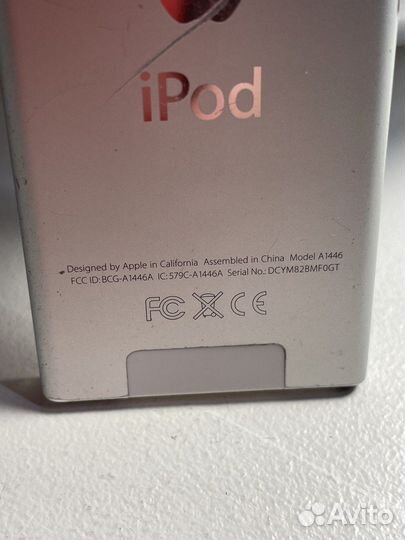 iPod
Designed by Apple in California Assembled in China Model A1446
FCC ID: BCG-A1446A IC: 579C-A1446A Serial No.: DCYM82BMF0GT
FC CE
Avito